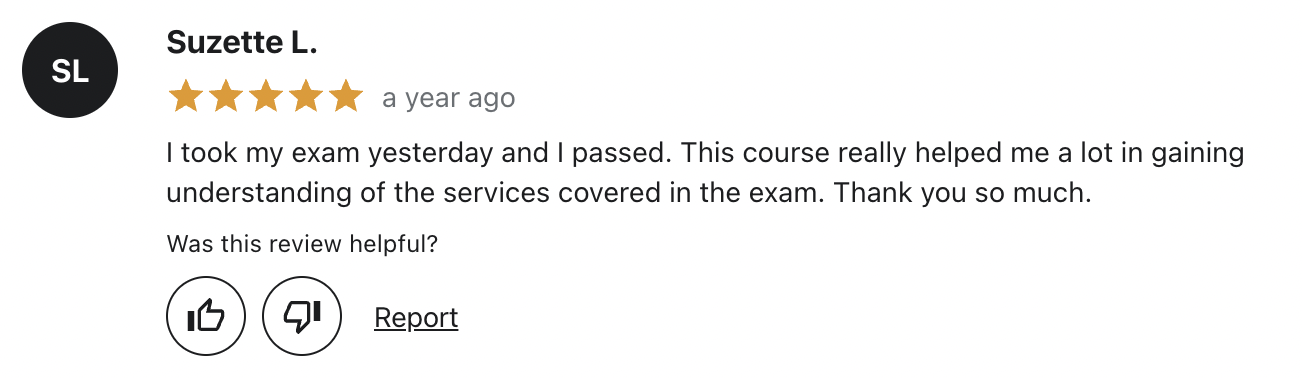 SL
Suzette L.
a year ago
I took my exam yesterday and I passed. This course really helped me a lot in gaining
understanding of the services covered in the exam. Thank you so much.
Was this review helpful?
Report